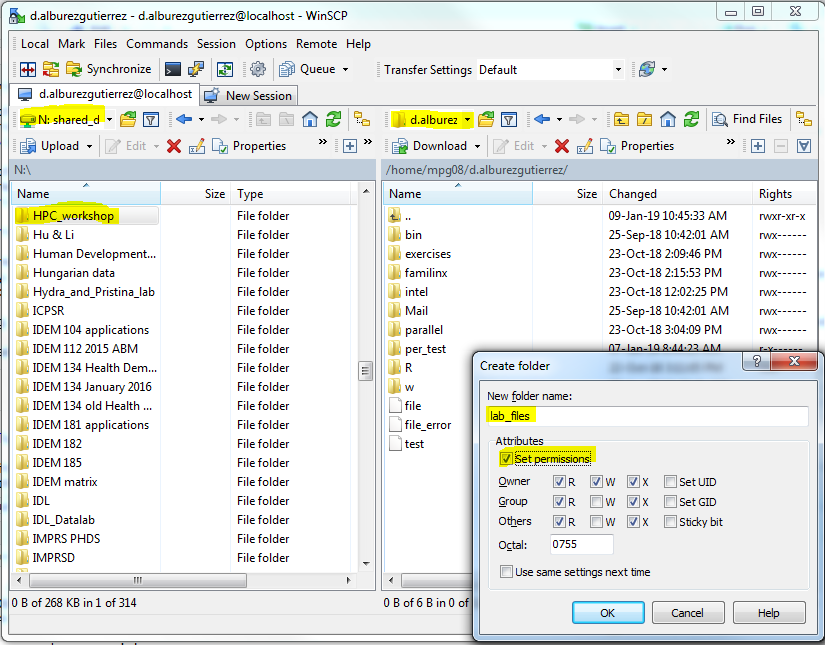 d.alburezgutierrez - d.alburezgutierrez@localhost - WinSCP
Local Mark Files Commands Session Options Remote Help
Synchronize Queue Transfer Settings Default
d.alburezgutierrez@localhost New Session
N: shared_d d.alburez Find Files
Upload Edit Properties » Download Edit Properties »
N:\ /home/mpg08/d.alburezgutierrez/
Name Size Type
HPC_workshop File folder
Hu & Li File folder
Human Development... File folder
Hungarian data File folder
Hydra_and_Pristina_lab File folder
ICPSR File folder
IDEM 104 applications File folder
IDEM 112 2015 ABM File folder
IDEM 134 Health Dem... File folder
IDEM 134 January 2016 File folder
IDEM 134 old Health ... File folder
IDEM 181 applications File folder
IDEM 182 File folder
IDEM 185 File folder
IDEM matrix File folder
IDL File folder
IDL_Datalab File folder
IMPRS PHDS File folder
IMPRSD File folder
0 B of 268 KB in 1 of 314
Name Size Changed Rights
.. 09-Jan-19 10:45:33 AM rwxr-xr-x
bin 25-Sep-18 10:42:01 AM rwx------
exercises 23-Oct-18 2:09:46 PM rwx------
familinx 23-Oct-18 2:15:53 PM rwx------
intel 23-Oct-18 12:02:25 PM rwx------
Mail 25-Sep-18 10:42:01 AM rwx------
parallel 23-Oct-18 3:04:09 PM rwx------
per_test 07-Jan-19 8:44:23 AM r-x------
R
w
file
file_error
test
0 B of 6 B in 0 of
Create folder
New folder name:
lab_files
Attributes
Set permissions
Owner R W X Set UID
Group R W X Set GID
Others R W X Sticky bit
Octal: 0755
Use same settings next time
OK Cancel Help